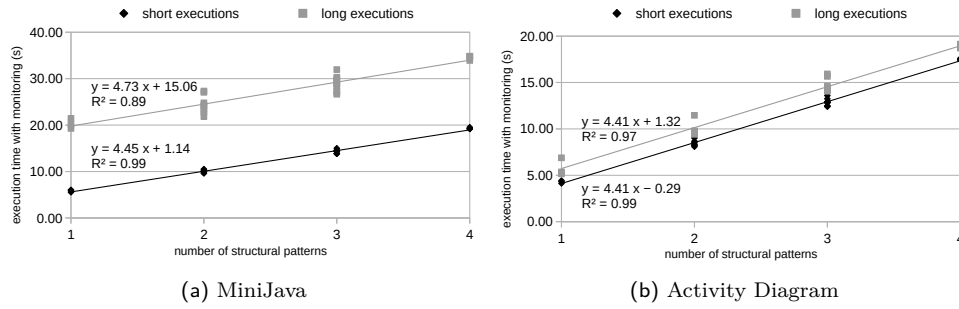 short executions long executions
execution time with monitoring (s)
40.00
30.00
20.00
10.00
0.00
y = 4.73 x + 15.06
R² = 0.89
y = 4.45 x + 1.14
R² = 0.99
1 2 3 4
number of structural patterns
(a) MiniJava
short executions long executions
execution time with monitoring (s)
20.00
15.00
10.00
5.00
0.00
y = 4.41 x + 1.32
R² = 0.97
y = 4.41 x − 0.29
R² = 0.99
1 2 3 4
number of structural patterns
(b) Activity Diagram